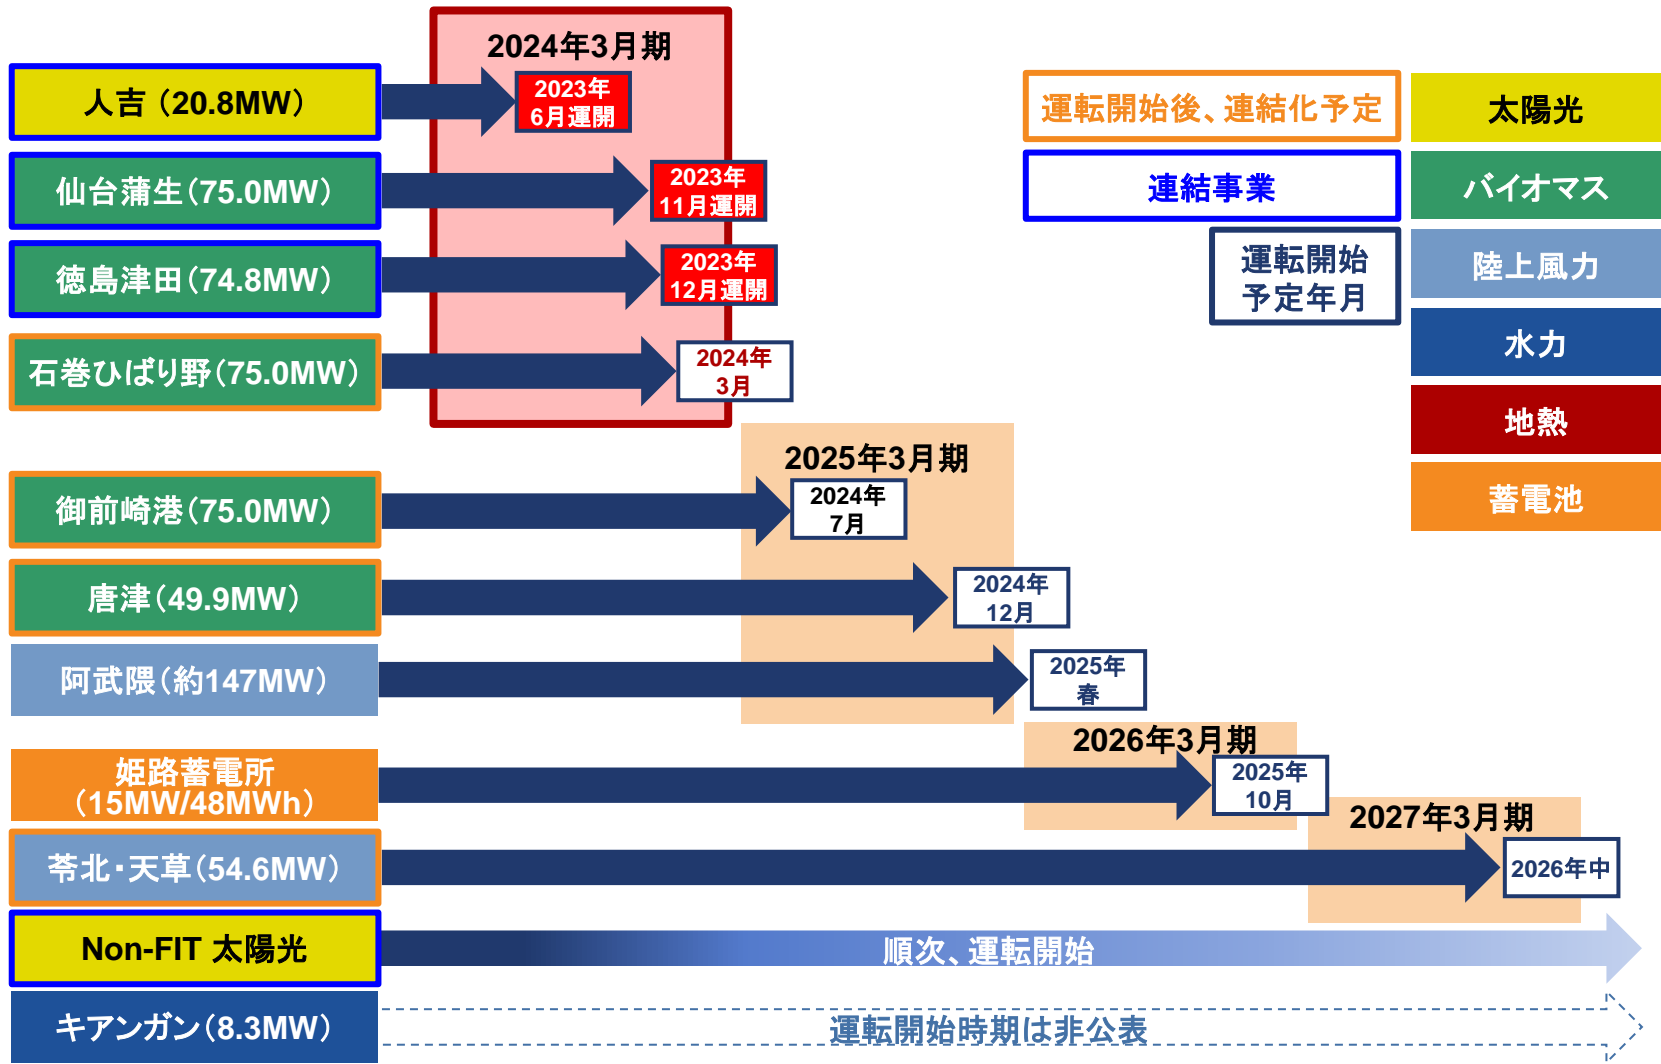 2024年3月期
人吉（20.8MW）
2023年
6月運開
仙台蒲生（75.0MW）
2023年
11月運開
徳島津田（74.8MW）
2023年
12月運開
石巻ひばり野（75.0MW）
2024年
3月
運転開始後、連結化予定
連結事業
運転開始
予定年月
太陽光
バイオマス
陸上風力
水力
地熱
蓄電池
2025年3月期
御前崎港（75.0MW）
2024年
7月
唐津（49.9MW）
2024年
12月
阿武隈（約147MW）
2025年
春
2026年3月期
姫路蓄電所
（15MW/48MWh）
2025年
10月
2027年3月期
苓北・天草（54.6MW）
2026年中
Non-FIT 太陽光
順次、運転開始
キアンガン（8.3MW）
運転開始時期は非公表